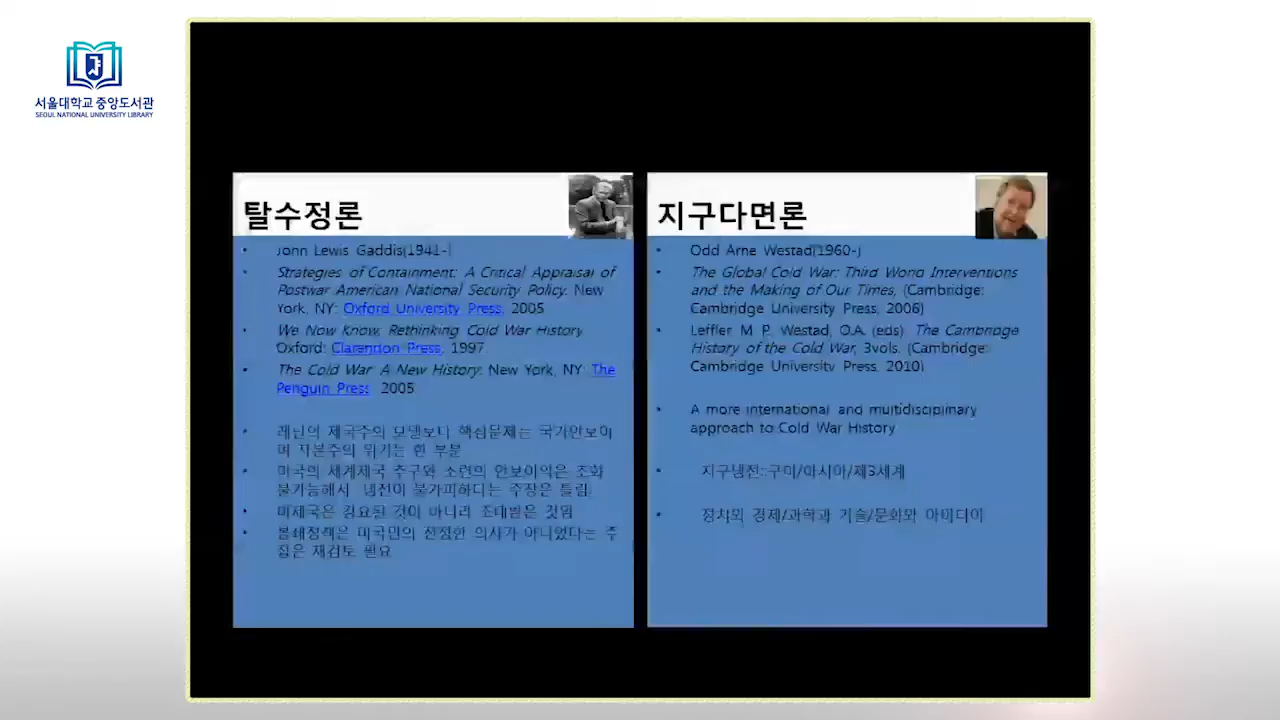 서울대학교 중앙도서관
SEOUL NATIONAL UNIVERSITY LIBRARY
탈수정론
John Lewis Gaddis(1941-)
Strategies of Containment: A Critical Appraisal of
Postwar American National Security Policy. New
York, NY: Oxford University Press, 2005
We Now Know: Rethinking Cold War History
Oxford: Clarendon Press, 1997
The Cold War: A New History. New York, NY: The
Penguin Press. 2005
레닌의 제국주의 모델보다 핵심문제는 국가안보이
며 자본주의 위기는 한 부분
미국의 세계제국 추구와 소련의 안보이익은 조화
불가능해서 냉전이 불가피하다는 주장은 틀림
미제국은 강요된 것이 아니라 초대받은 것임
봉쇄정책은 미국민의 진정한 의사가 아니었다는 주
장은 재검토 필요
지구다면론
Odd Arne Westad(1960-)
The Global Cold War: Third World Interventions
and the Making of Our Times, (Cambridge:
Cambridge University Press, 2006)
Leffler M P, Westad, O.A. (eds). The Cambridge
History of the Cold War, 3vols. (Cambridge:
Cambridge University Press, 2010)
A more international and multidisciplinary
approach to Cold War History
지구냉전::구미/아시아/제3세계
정치와 경제/과학과 기술/문화와 아이디어